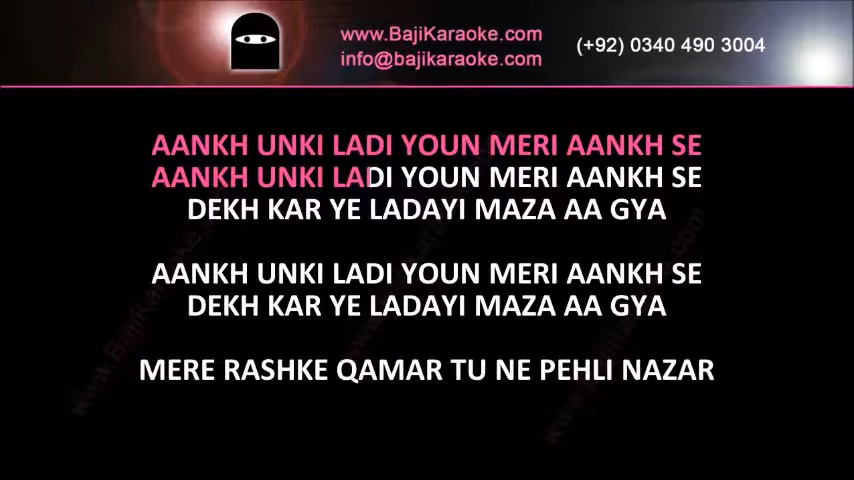 www.BajiKaraoke.com
info@bajikaraoke.com
(+92) 0340 490 3004
AANKH UNKI LADI YOUN MERI AANKH SE
AANKH UNKI LADI YOUN MERI AANKH SE
DEKH KAR YE LADAYI MAZA AA GYA
AANKH UNKI LADI YOUN MERI AANKH SE
DEKH KAR YE LADAYI MAZA AA GYA
MERE RASHKE QAMAR TU NE PEHLI NAZAR